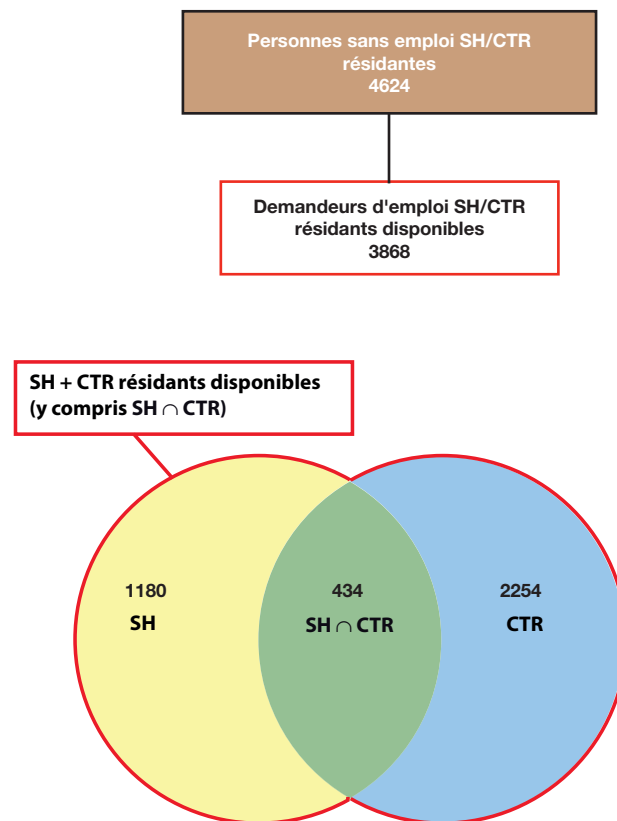 Personnes sans emploi SH/CTR
résidantes
4624
Demandeurs d'emploi SH/CTR
résidants disponibles
3868
SH + CTR résidants disponibles
(y compris SH ∩ CTR)
1180
SH
434
SH ∩ CTR
2254
CTR